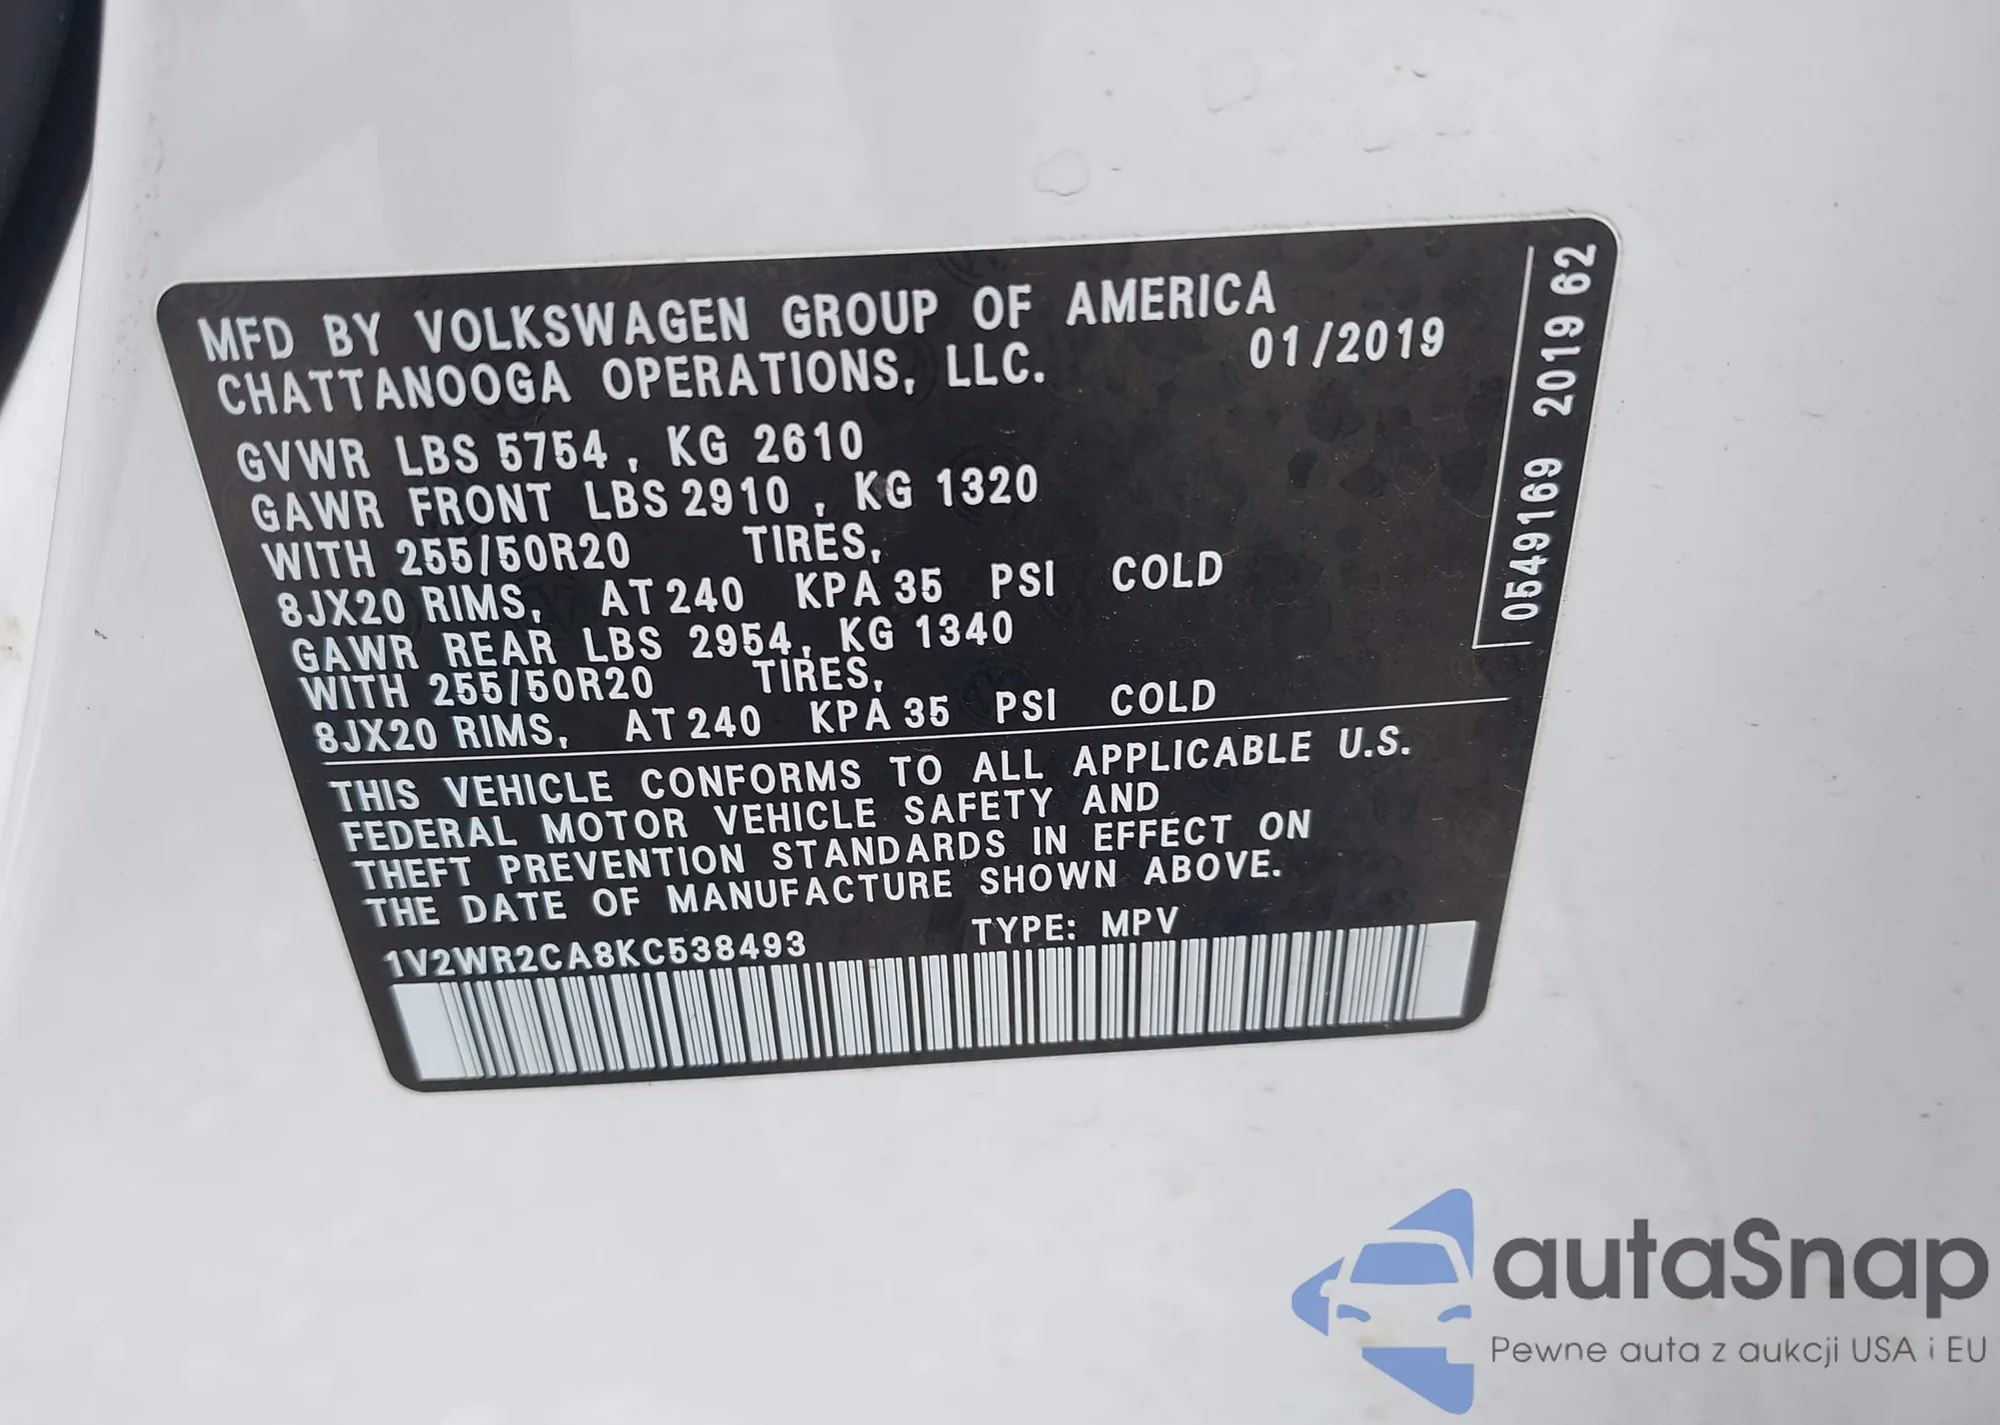 MFD BY VOLKSWAGEN GROUP OF AMERICA
CHATTANOOGA OPERATIONS, LLC. 01/2019
GVWR LBS 5754, KG 2610
GAWR FRONT LBS 2910, KG 1320
WITH 255/50R20 TIRES,
8JX20 RIMS, AT 240 KPA 35 PSI COLD
GAWR REAR LBS 2954, KG 1340
WITH 255/50R20 TIRES,
8JX20 RIMS, AT 240 KPA 35 PSI COLD
THIS VEHICLE CONFORMS TO ALL APPLICABLE U.S.
FEDERAL MOTOR VEHICLE SAFETY AND
THEFT PREVENTION STANDARDS IN EFFECT ON
THE DATE OF MANUFACTURE SHOWN ABOVE.
1V2WR2CA8KC538493 TYPE: MPV
0549169 2019 62
autaSnap
Pewne auta z aukcji USA i EU